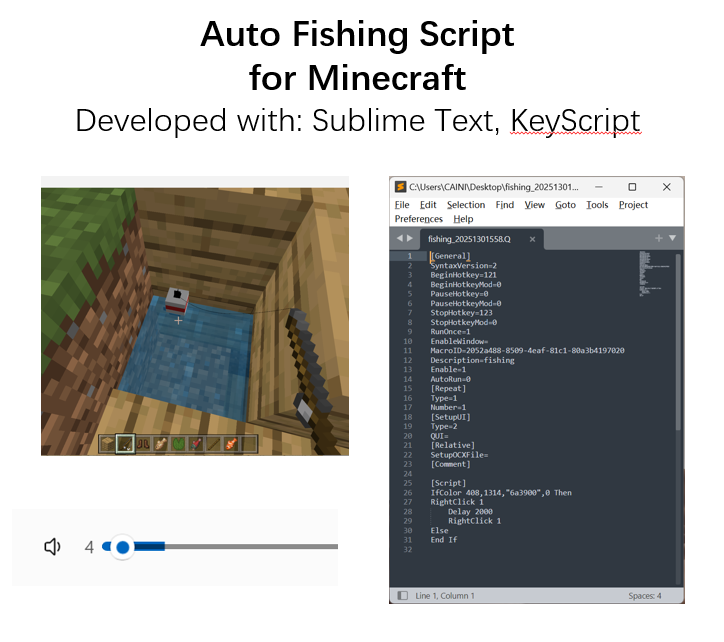 Auto Fishing Script
for Minecraft
Developed with: Sublime Text, KeyScript
C:\Users\CAINI\Desktop\fishing_20251301...
File Edit Selection Find View Goto Tools Project
Preferences Help
fishing_20251301558.Q
1 [General]
2 SyntaxVersion=2
3 BeginHotkey=121
4 BeginHotkeyMod=0
5 PauseHotkey=0
6 PauseHotkeyMod=0
7 StopHotkey=123
8 StopHotkeyMod=0
9 RunOnce=1
10 EnableWindow=
11 MacroID=2052a488-8509-4eaf-81c1-80a3b4197020
12 Description=fishing
13 Enable=1
14 AutoRun=0
15 [Repeat]
16 Type=1
17 Number=1
18 [SetupUI]
19 Type=2
20 QUI=
21 [Relative]
22 SetupOCXFile=
23 [Comment]
24
25 [Script]
26 IfColor 408,1314,"6a3900",0 Then
27 RightClick 1
28 Delay 2000
29 RightClick 1
30 Else
31 End If
32
Line 1, Column 1 Spaces: 4
4